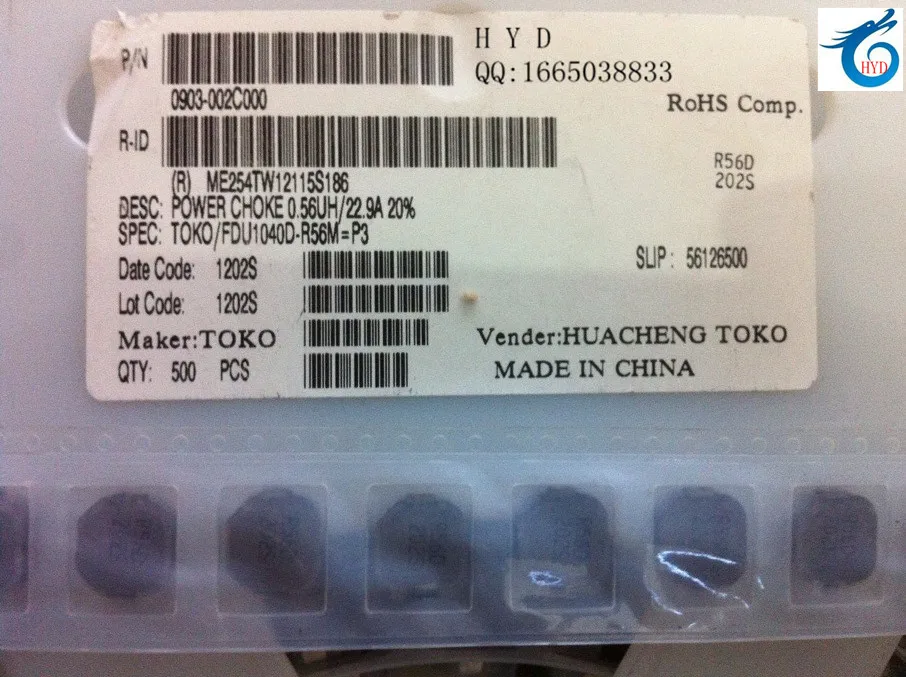 H Y D
QQ:1665038833
HYD
P/N
0903-002C000
RoHS Comp.
R-ID
(R) ME254TW12115S186
R56D
202S
DESC: POWER CHOKE 0.56UH/22.9A 20%
SPEC: TOKO/FDU1040D-R56M=P3
SLIP: 56126500
Date Code: 1202S
Lot Code: 1202S
Maker:TOKO
Vender:HUACHENG TOKO
QTY: 500 PCS
MADE IN CHINA